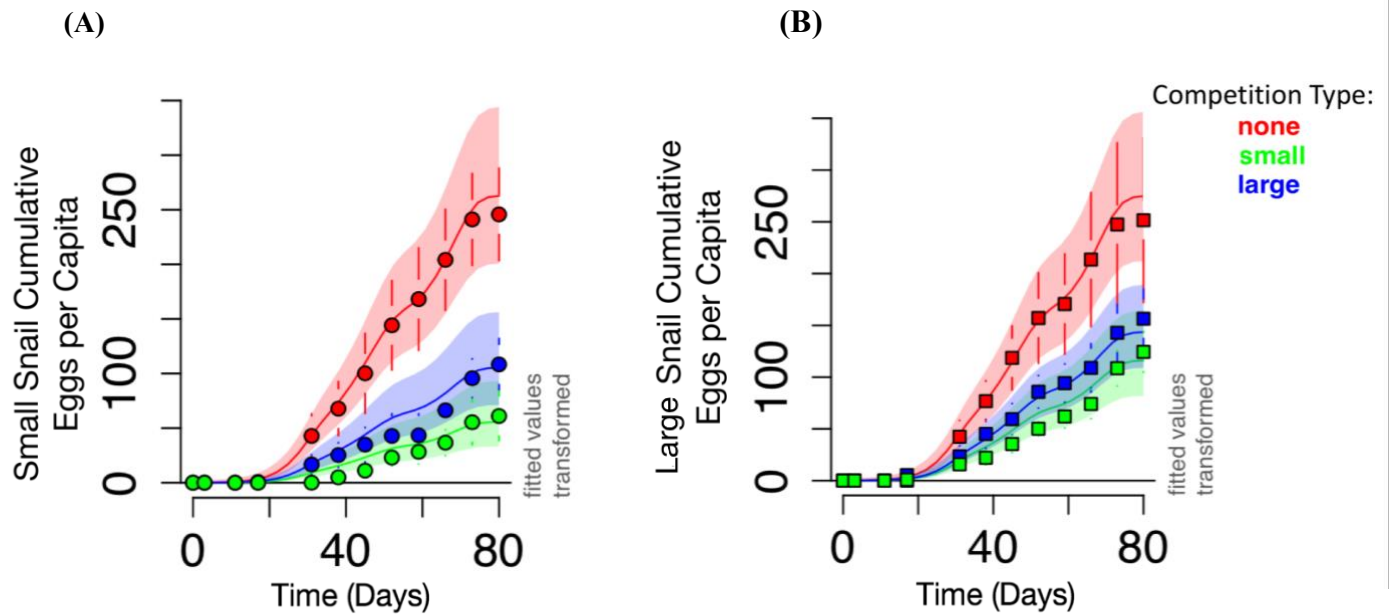 (A)
Small Snail Cumulative
Eggs per Capita
0
100
250
0
40
80
Time (Days)
fitted values
transformed
(B)
Large Snail Cumulative
Eggs per Capita
0
100
250
0
40
80
Time (Days)
fitted values
transformed
Competition Type:
none
small
large